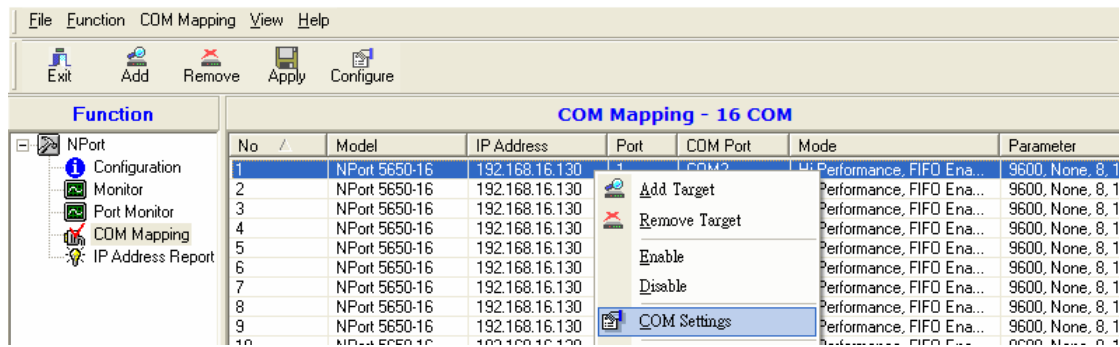 File Function COM Mapping View Help
Exit Add Remove Apply Configure
Function
COM Mapping - 16 COM
NPort
Configuration
Monitor
Port Monitor
COM Mapping
IP Address Report
No Model IP Address Port COM Port Mode Parameter
1 NPort 5650-16 192.168.16.130 1 COM2 Hi Performance, FIFO Ena... 9600, None, 8, 1
2 NPort 5650-16 192.168.16.130 Performance, FIFO Ena... 9600, None, 8, 1
3 NPort 5650-16 192.168.16.130 Performance, FIFO Ena... 9600, None, 8, 1
4 NPort 5650-16 192.168.16.130 Performance, FIFO Ena... 9600, None, 8, 1
5 NPort 5650-16 192.168.16.130 Performance, FIFO Ena... 9600, None, 8, 1
6 NPort 5650-16 192.168.16.130 Performance, FIFO Ena... 9600, None, 8, 1
7 NPort 5650-16 192.168.16.130 Performance, FIFO Ena... 9600, None, 8, 1
8 NPort 5650-16 192.168.16.130 Performance, FIFO Ena... 9600, None, 8, 1
9 NPort 5650-16 192.168.16.130 Performance, FIFO Ena... 9600, None, 8, 1
Add Target
Remove Target
Enable
Disable
COM Settings